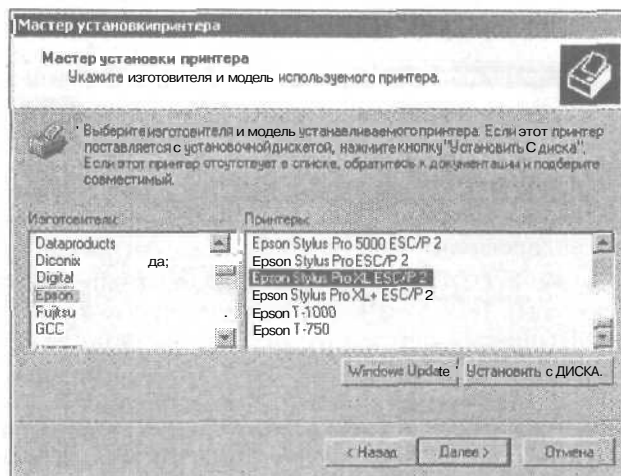 Мастер установкипринтера
Мастер установки принтера
Укажите изготовителя и модель используемого принтера.
Выберите изготовителя и модель устанавливаемого принтера. Если этот принтер
поставляется с установочной дискетой, нажмите кнопку "Установить С диска".
Если этот принтер отсутствует в списке, обратитесь к документации и подберите
совместимый.
Изготовители: Принтеры:
Dataproducts
Diconix да;
Digital
Epson
Fujitsu
GCC
Epson Stylus Pro 5000 ESC/P 2
Epson Stylus Pro ESC/P 2
Epson Stylus Pro XL ESC/P 2
Epson Stylus Pro XL+ ESC/P 2
Epson T-1000
Epson T-750
Windows Update Установить с ДИСКА.
< Назад Далее > Отмена